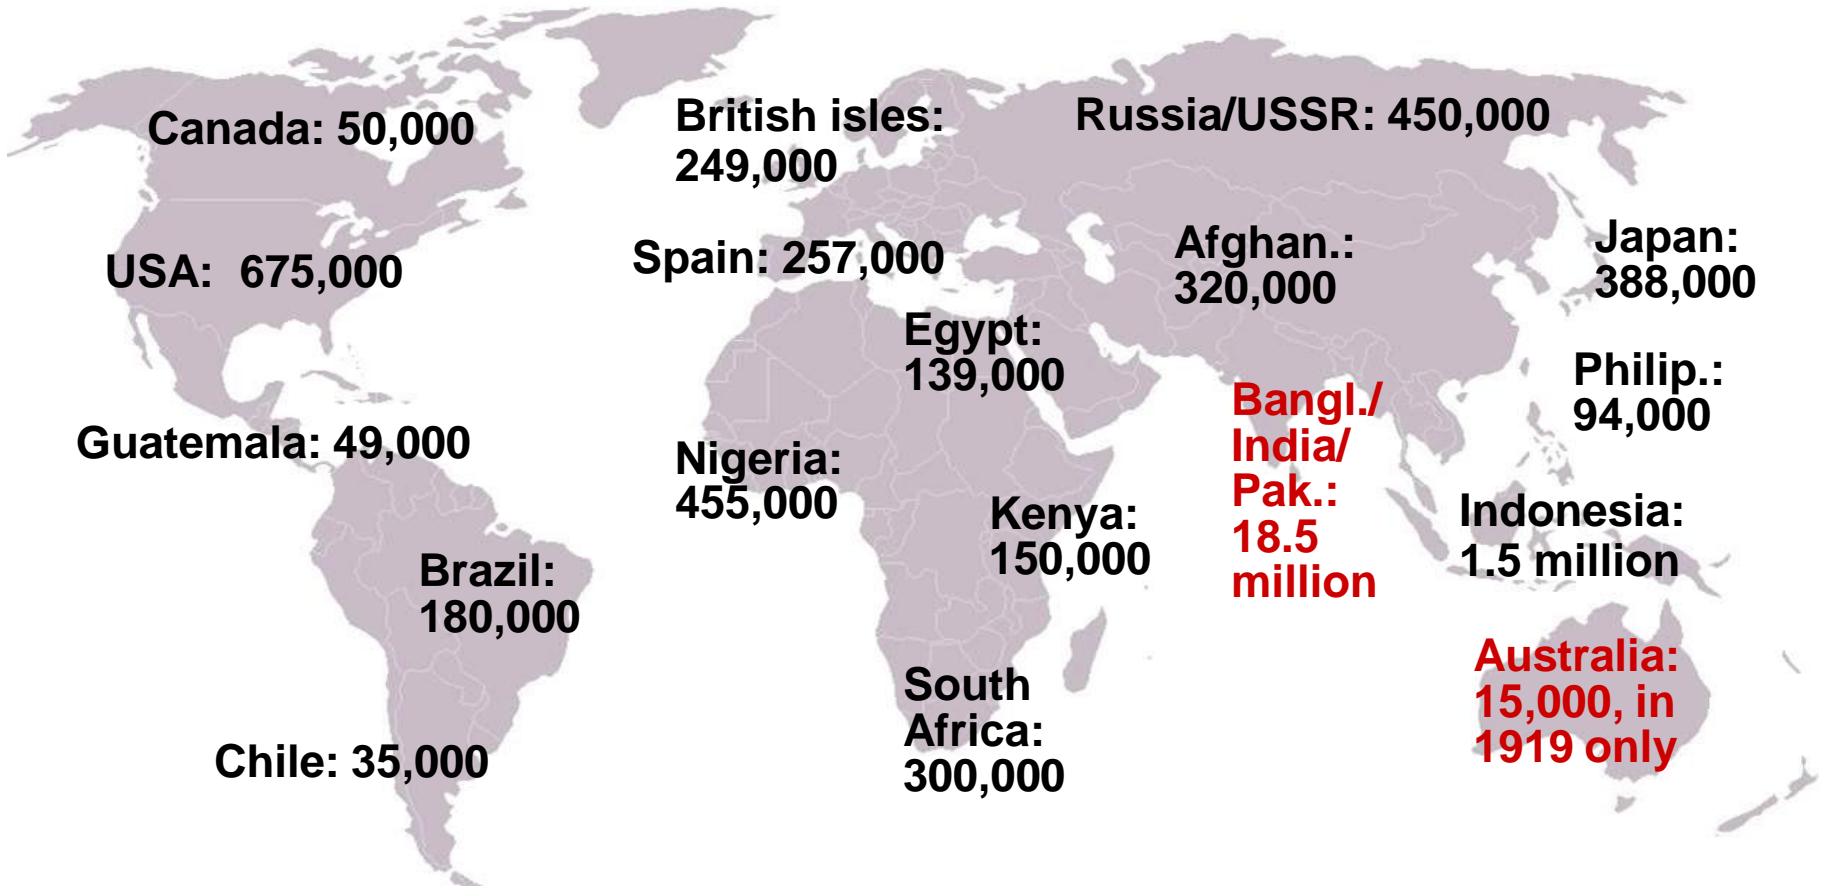 Canada: 50,000
British isles:
249,000
Russia/USSR: 450,000
USA:  675,000
Spain: 257,000
Afghan.:
320,000
Japan:
388,000
Egypt:
139,000
Philip.:
94,000
Guatemala: 49,000
Nigeria:
455,000
Bangl./
India/
Pak.:
18.5
million
Kenya:
150,000
Indonesia:
1.5 million
Brazil:
180,000
South
Africa:
300,000
Australia:
15,000, in
1919 only
Chile: 35,000